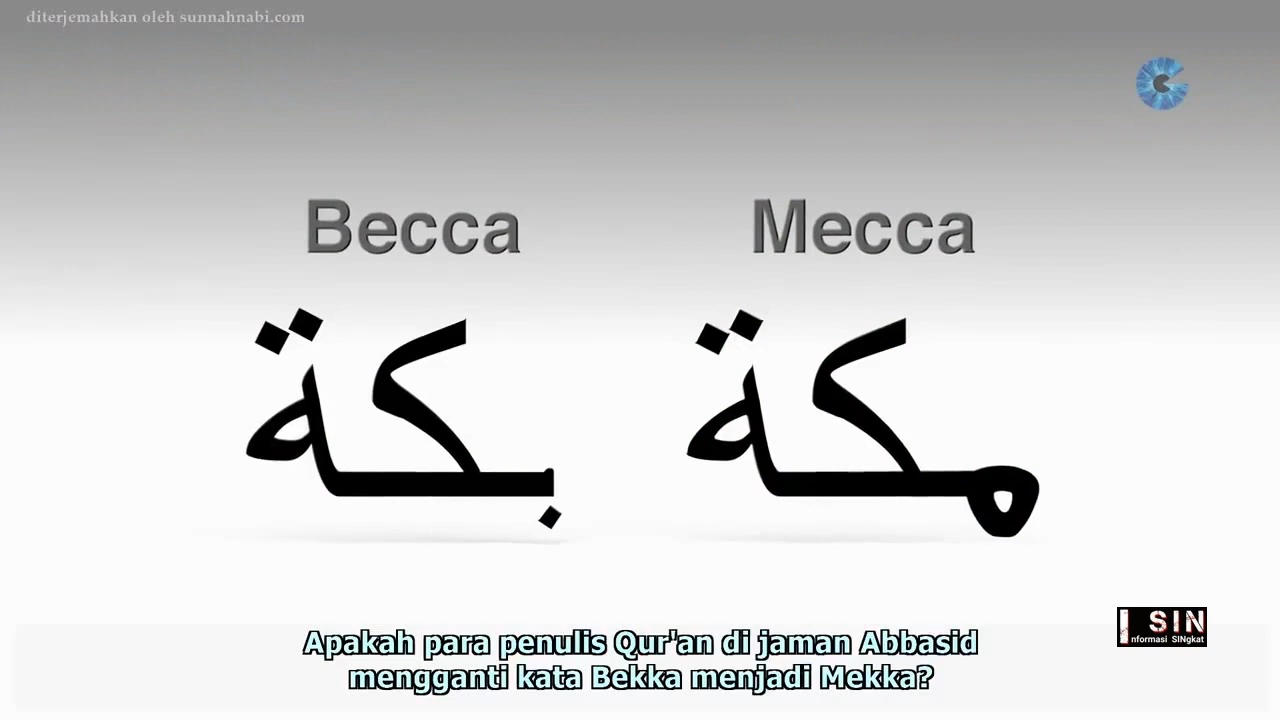 diterjemahkan oleh sunnahnabi.com
Becca Mecca
بكة مكة
I SIN
nformasi SINgkat
Apakah para penulis Qur'an di jaman Abbasid
mengganti kata Bekka menjadi Mekka?